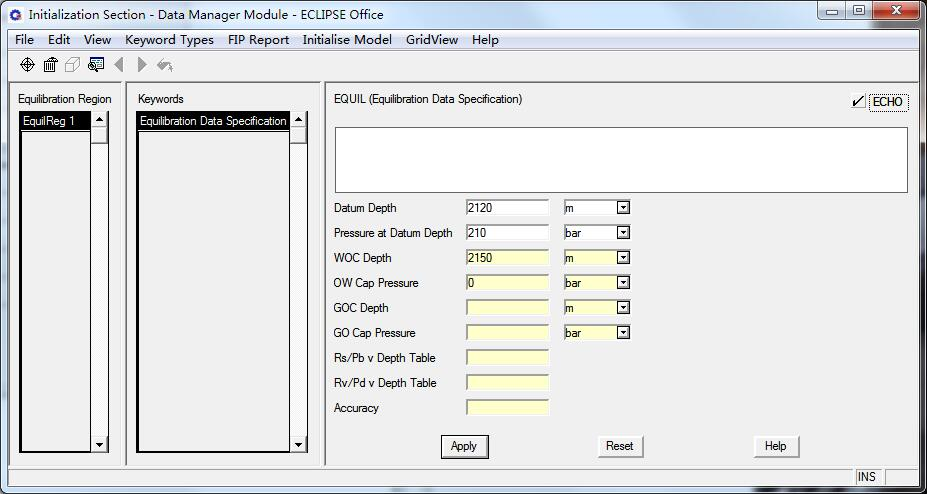 Initialization Section - Data Manager Module - ECLIPSE Office
File Edit View Keyword Types FIP Report Initialise Model GridView Help
Equilibration Region
EquilReg 1
Keywords
Equilibration Data Specification
EQUIL (Equilibration Data Specification)
ECHO
Datum Depth 2120 m
Pressure at Datum Depth 210 bar
WOC Depth 2150 m
OW Cap Pressure 0 bar
GOC Depth m
GO Cap Pressure bar
Rs/Pb v Depth Table
Rv/Pd v Depth Table
Accuracy
Apply Reset Help
INS